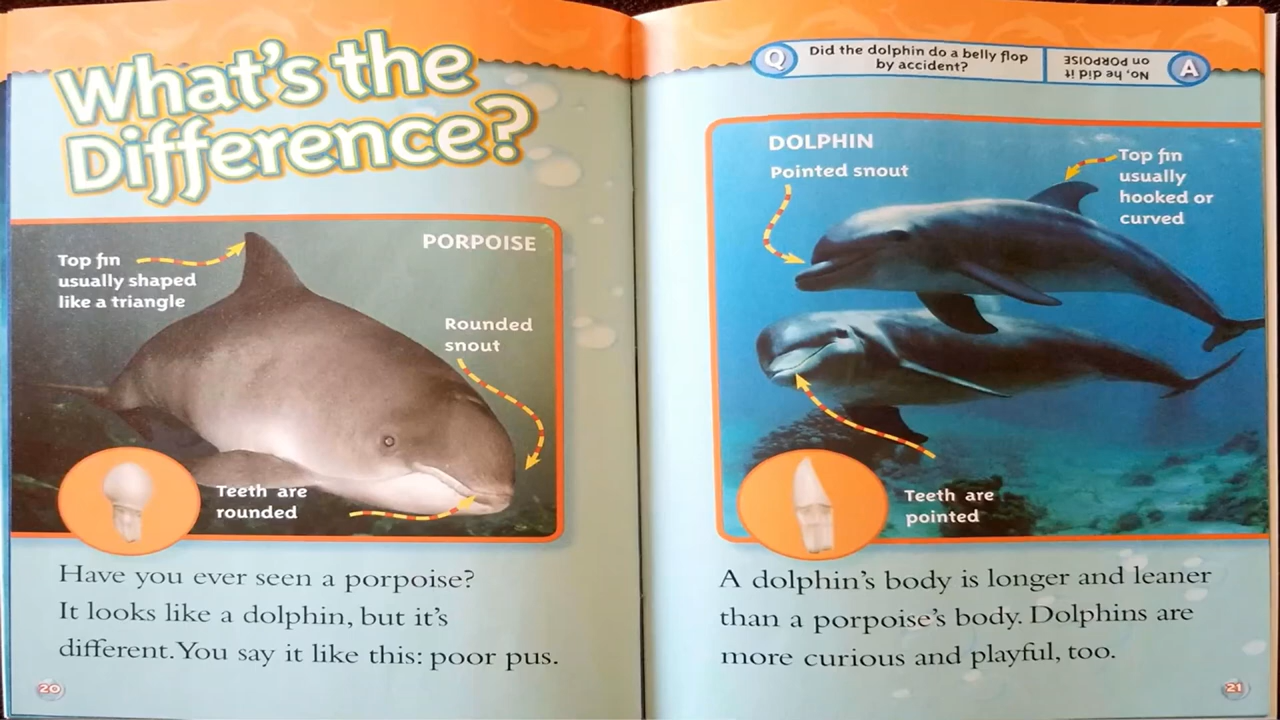 What's the
Difference?
PORPOISE
Top fin
usually shaped
like a triangle
Rounded
snout
Teeth are
rounded
Have you ever seen a porpoise?
It looks like a dolphin, but it's
different. You say it like this: poor pus.
20
Q
Did the dolphin do a belly flop
by accident?
No, he did it
on PORPOISE
A
DOLPHIN
Pointed snout
Top fin
usually
hooked or
curved
Teeth are
pointed
A dolphin's body is longer and leaner
than a porpoise's body. Dolphins are
more curious and playful, too.
21